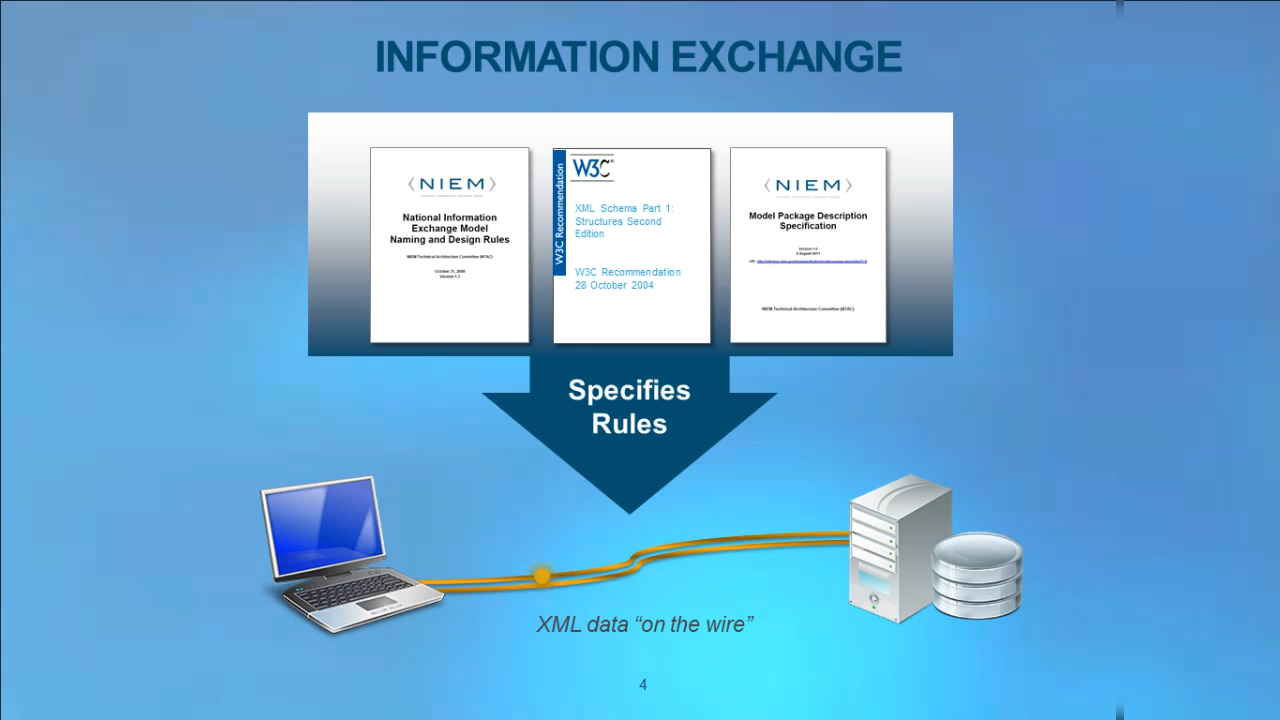 INFORMATION EXCHANGE
NIEM
National Information
Exchange Model
Naming and Design Rules
NIEM Technical Architecture Committee (NTAC)
October 31, 2008
Version 1.3
W3C Recommendation
W3C®
XML Schema Part 1:
Structures Second
Edition
W3C Recommendation
28 October 2004
NIEM
Model Package Description
Specification
Version 1.0
NIEM Technical Architecture Committee (NTAC)
Specifies
Rules
XML data “on the wire”
4